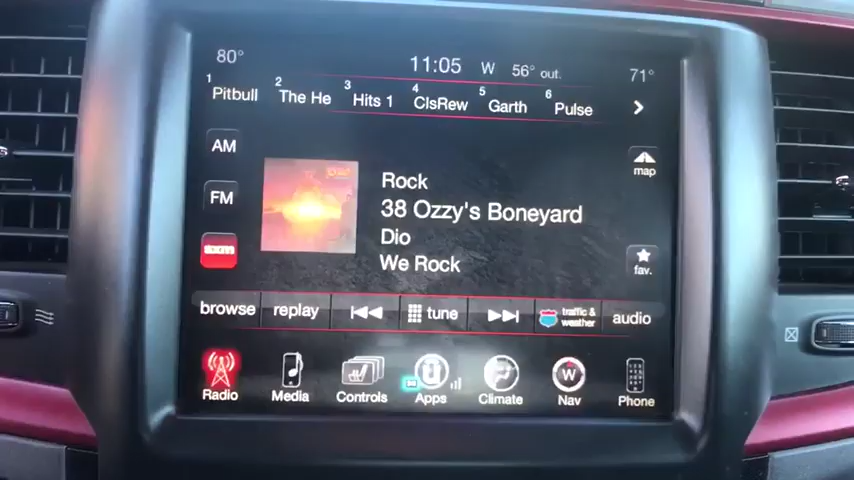 80° 11:05 W 56° out. 71°
1 Pitbull 2 The He 3 Hits 1 4 ClsRew 5 Garth 6 Pulse
AM
FM
sxm
Rock
38 Ozzy's Boneyard
Dio
We Rock
map
fav.
browse replay tune traffic & weather audio
Radio Media Controls Apps Climate Nav Phone
W